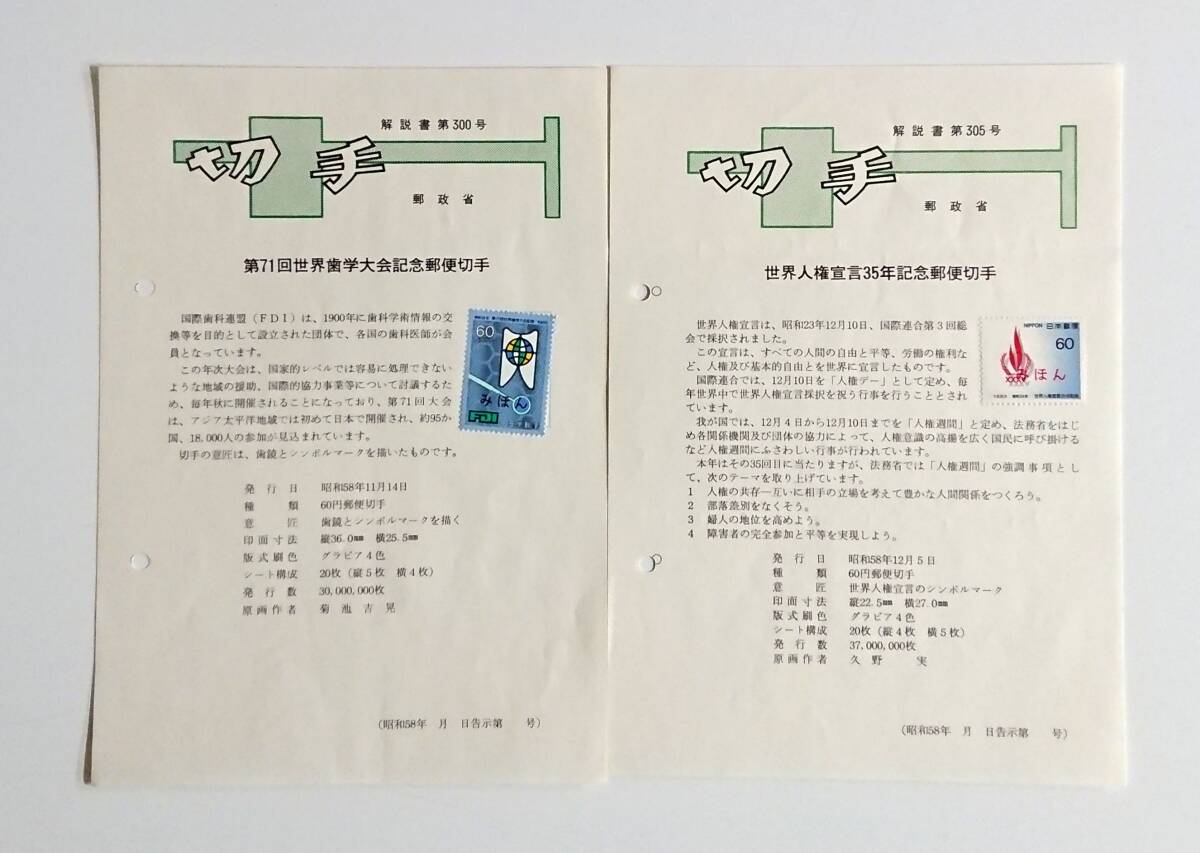 解説書第300号
切手
郵政省
第71回世界歯学大会記念郵便切手
国際歯科連盟（ＦＤＩ）は、1900年に歯科学術情報の交
換等を目的として設立された団体で、各国の歯科医師が会
員となっています。
この年次大会は、国家的レベルでは容易に処理できない
ような地域の援助、国際的協力事業等について討議するた
め、毎年秋に開催されることになっており、第71回大会
は、アジア太平洋地域では初めて日本で開催され、約95か
国、18,000人の参加が見込まれています。
切手の意匠は、歯鏡とシンボルマークを描いたものです。
60
みほん
FDI
発行日　昭和58年11月14日
種類　60円郵便切手
意匠　歯鏡とシンボルマークを描く
印面寸法　縦36.0㎜　横25.5㎜
版式刷色　グラビア４色
シート構成　20枚（縦５枚　横４枚）
発行数　30,000,000枚
原画作者　菊池吉晃
（昭和58年　月　日告示第　　号）
解説書第305号
切手
郵政省
世界人権宣言35年記念郵便切手
世界人権宣言は、昭和23年12月10日、国際連合第３回総
会で採択されました。
この宣言は、すべての人間の自由と平等、労働の権利な
ど、人権及び基本的自由とを世界に宣言したものです。
国際連合では、12月10日を「人権デー」として定め、毎
年世界中で世界人権宣言採択を祝う行事を行うこととされ
ています。
我が国では、12月４日から12月10日までを「人権週間」と定め、法務省をはじ
め各関係機関及び団体の協力によって、人権意識の高揚を広く国民に呼び掛ける
など人権週間にふさわしい行事が行われています。
本年はその35回目に当たりますが、法務省では「人権週間」の強調事項とし
て、次のテーマを取り上げています。
１　人権の共存―互いに相手の立場を考えて豊かな人間関係をつくろう。
２　部落差別をなくそう。
３　婦人の地位を高めよう。
４　障害者の完全参加と平等を実現しよう。
NIPPON 日本郵便
60
みほん
発行日　昭和58年12月５日
種類　60円郵便切手
意匠　世界人権宣言のシンボルマーク
印面寸法　縦22.5㎜　横27.0㎜
版式刷色　グラビア４色
シート構成　20枚（縦４枚　横５枚）
発行数　37,000,000枚
原画作者　久野　実
（昭和58年　月　日告示第　　号）